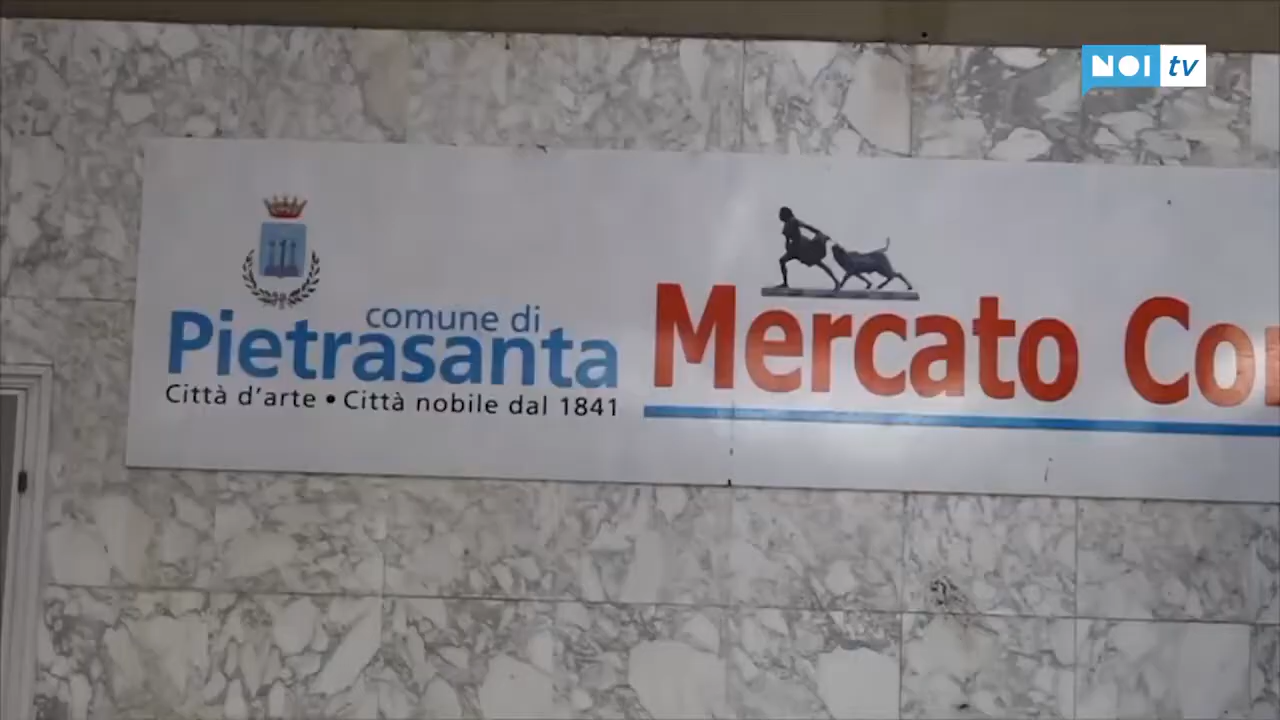 NOI tv
comune di
Pietrasanta
Città d'arte • Città nobile dal 1841
Mercato